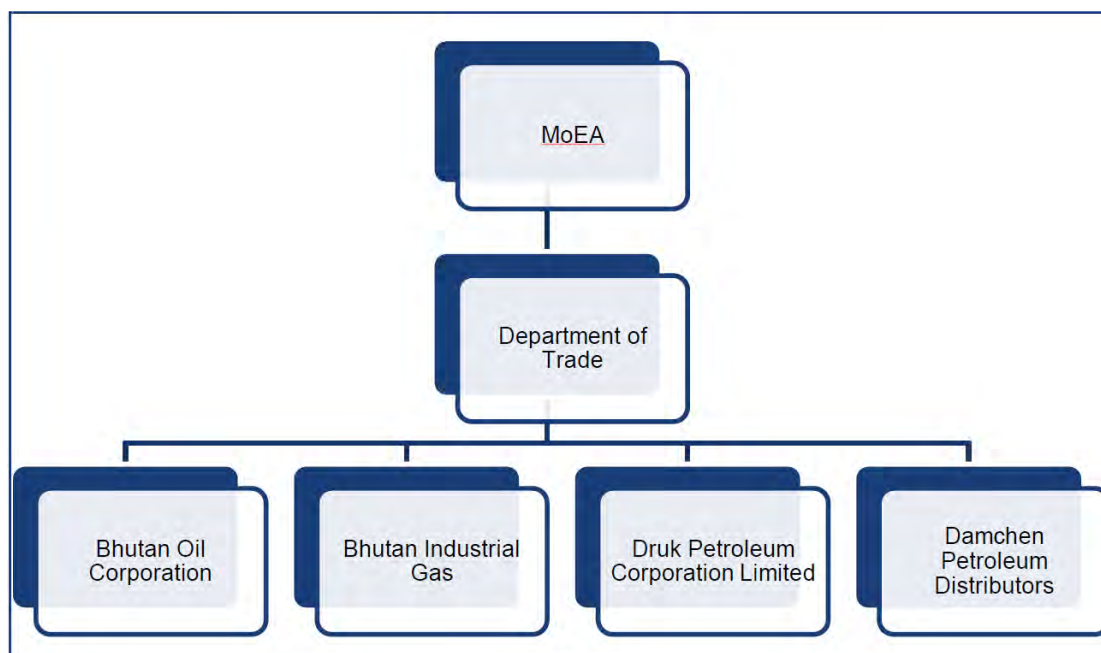 MoEA
Department of
Trade
Bhutan Oil
Corporation
Bhutan Industrial
Gas
Druk Petroleum
Corporation Limited
Damchen
Petroleum
Distributors